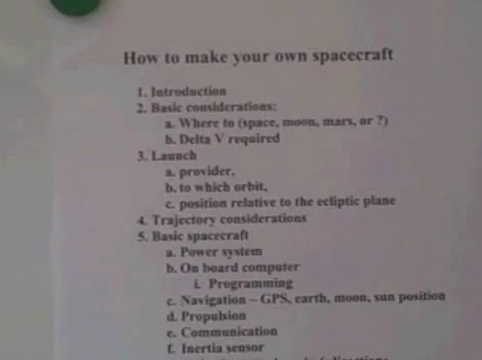 How to make your own spacecraft
1. Introduction
2. Basic considerations:
a. Where to (space, moon, mars, or ?)
b. Delta V required
3. Launch
a. provider,
b. to which orbit,
c. position relative to the ecliptic plane
4. Trajectory considerations
5. Basic spacecraft
a. Power system
b. On board computer
i. Programming
c. Navigation – GPS, earth, moon, sun position
d. Propulsion
e. Communication
f. Inertia sensor